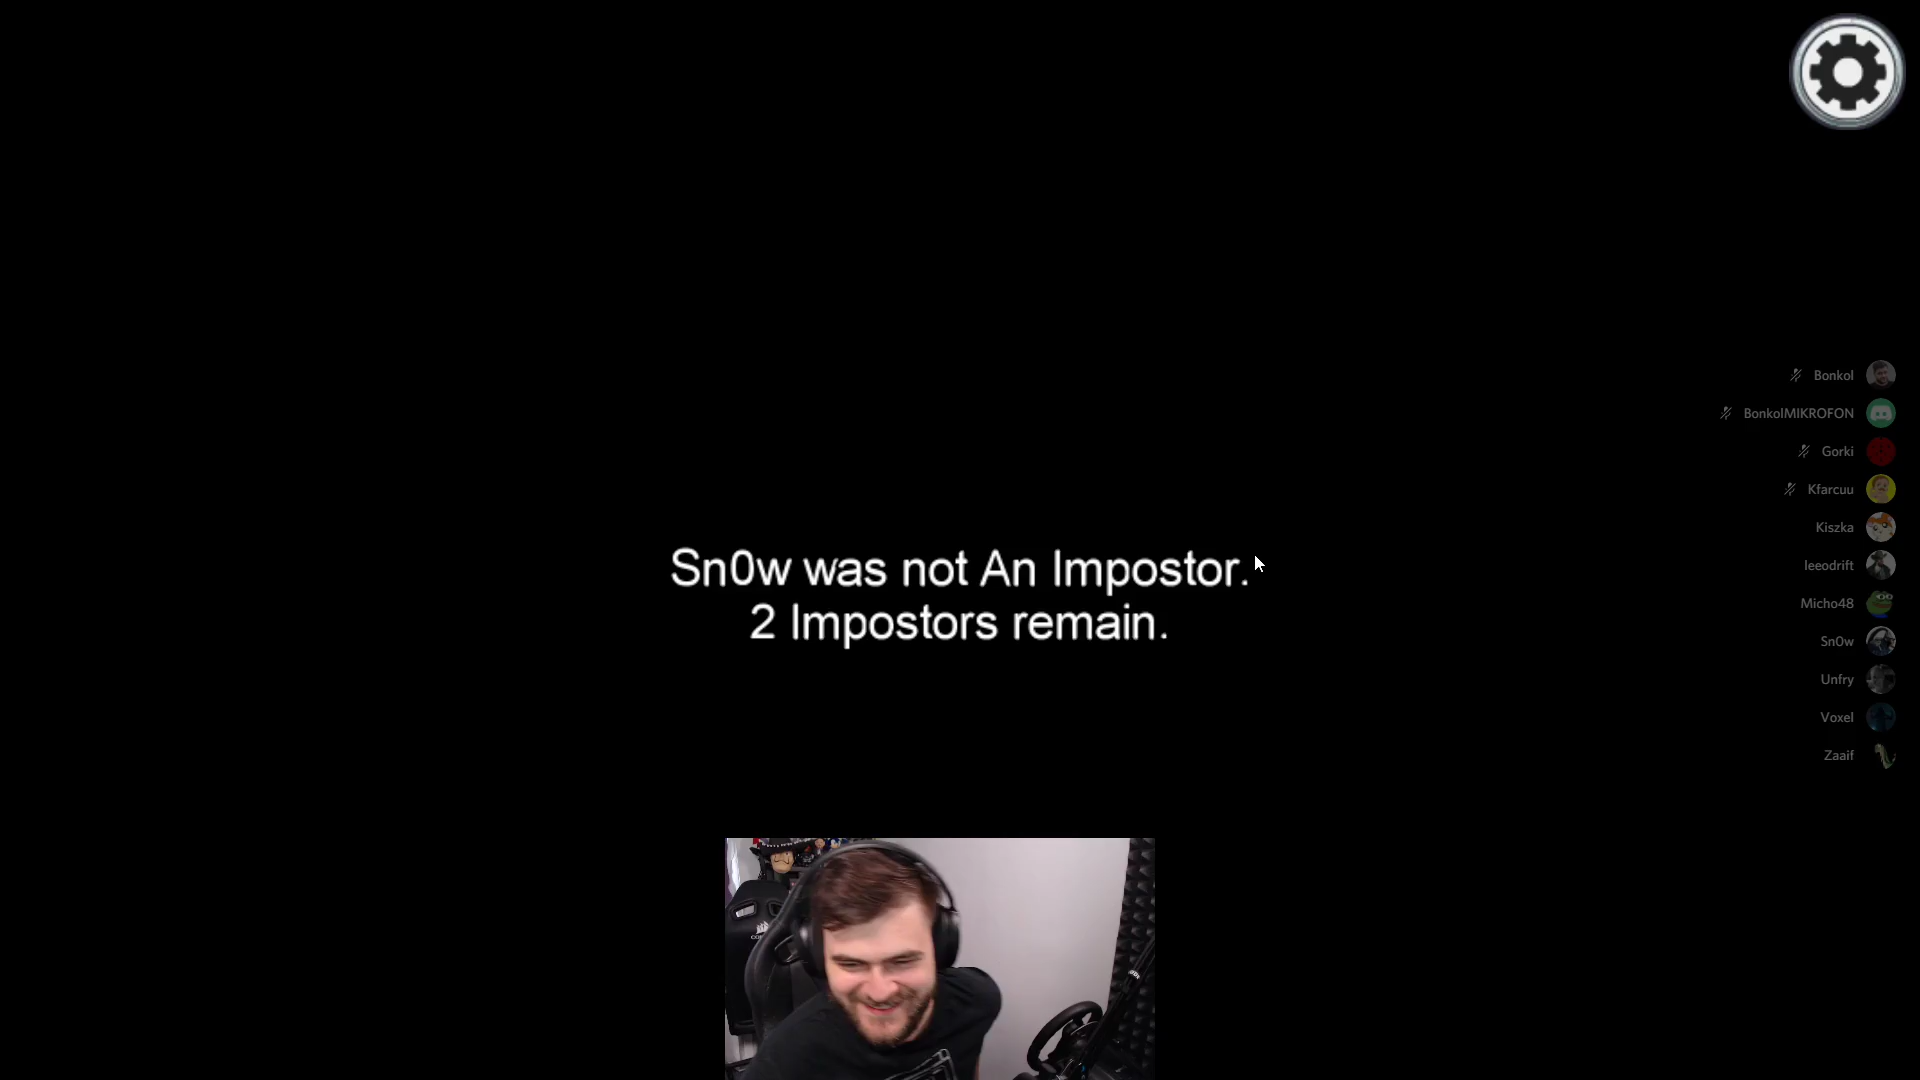 Bonkol
BonkolMIKROFON
Gorki
Kfarcuu
Kiszka
leeodrift
Micho48
Sn0w
Unfry
Voxel
Zaaif
Sn0w was not An Impostor.
2 Impostors remain.